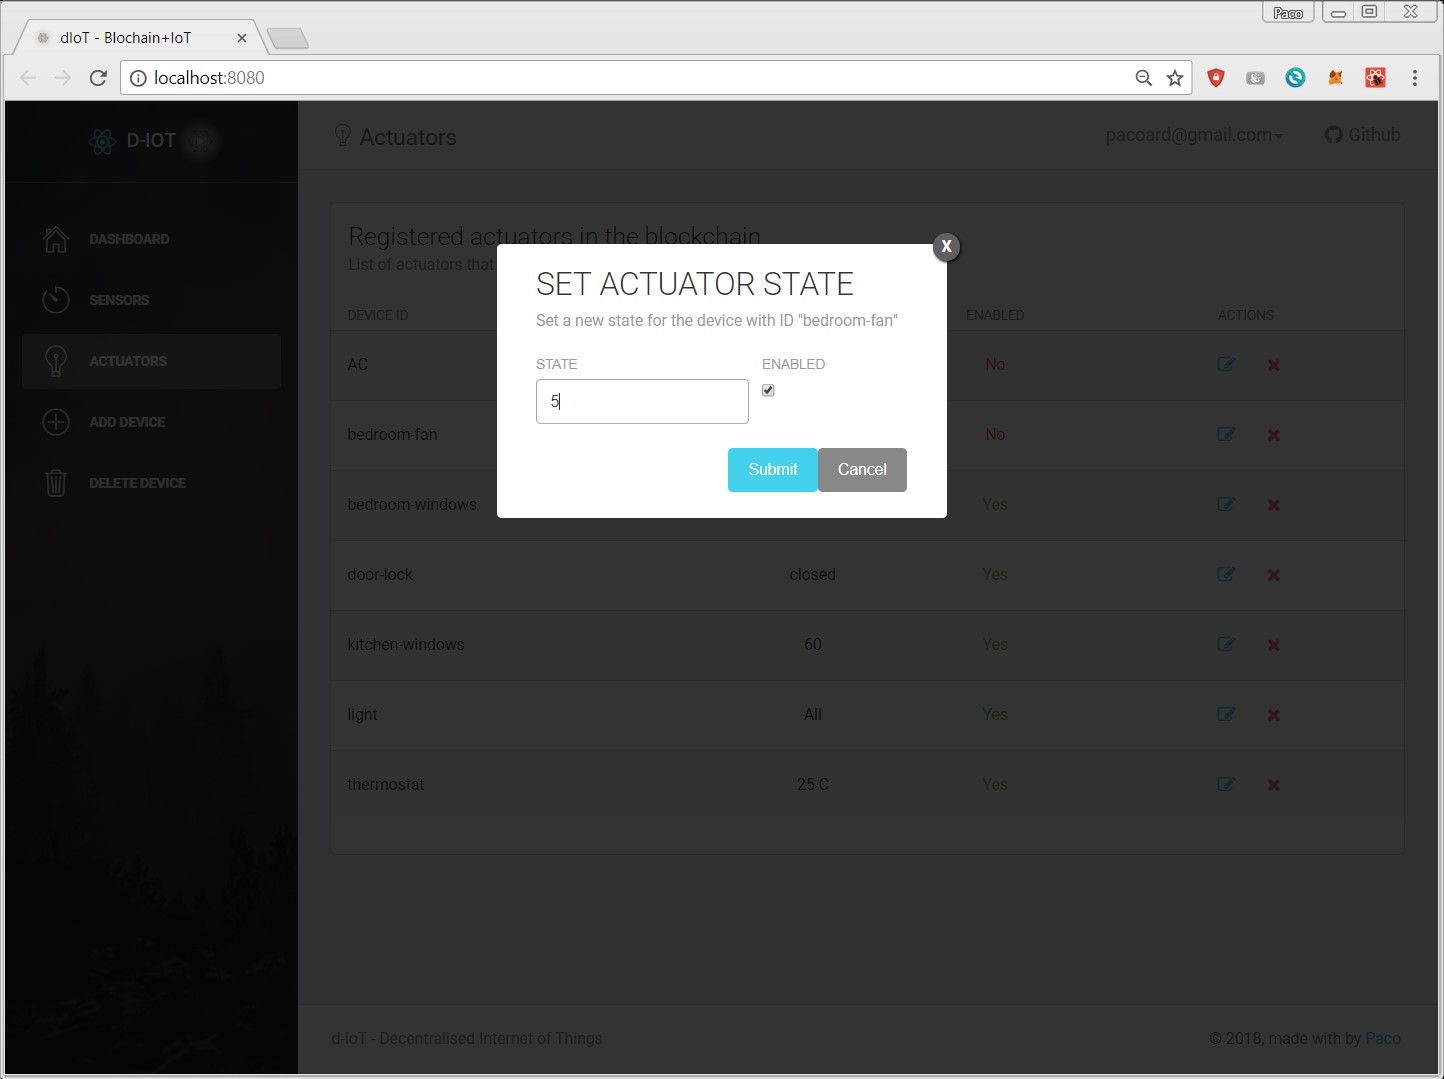 Paco
dIoT - Blochain+IoT
localhost:8080
D-IOT
Actuators
pacoard@gmail.com
Github
DASHBOARD
SENSORS
ACTUATORS
ADD DEVICE
DELETE DEVICE
Registered actuators in the blockchain
List of actuators that
DEVICE ID ENABLED ACTIONS
AC No
bedroom-fan No
bedroom-windows Yes
door-lock closed Yes
kitchen-windows 60 Yes
light All Yes
thermostat 25 C Yes
X
SET ACTUATOR STATE
Set a new state for the device with ID "bedroom-fan"
STATE ENABLED
5
Submit Cancel
d-IoT - Decentralised Internet of Things
© 2018, made with by Paco